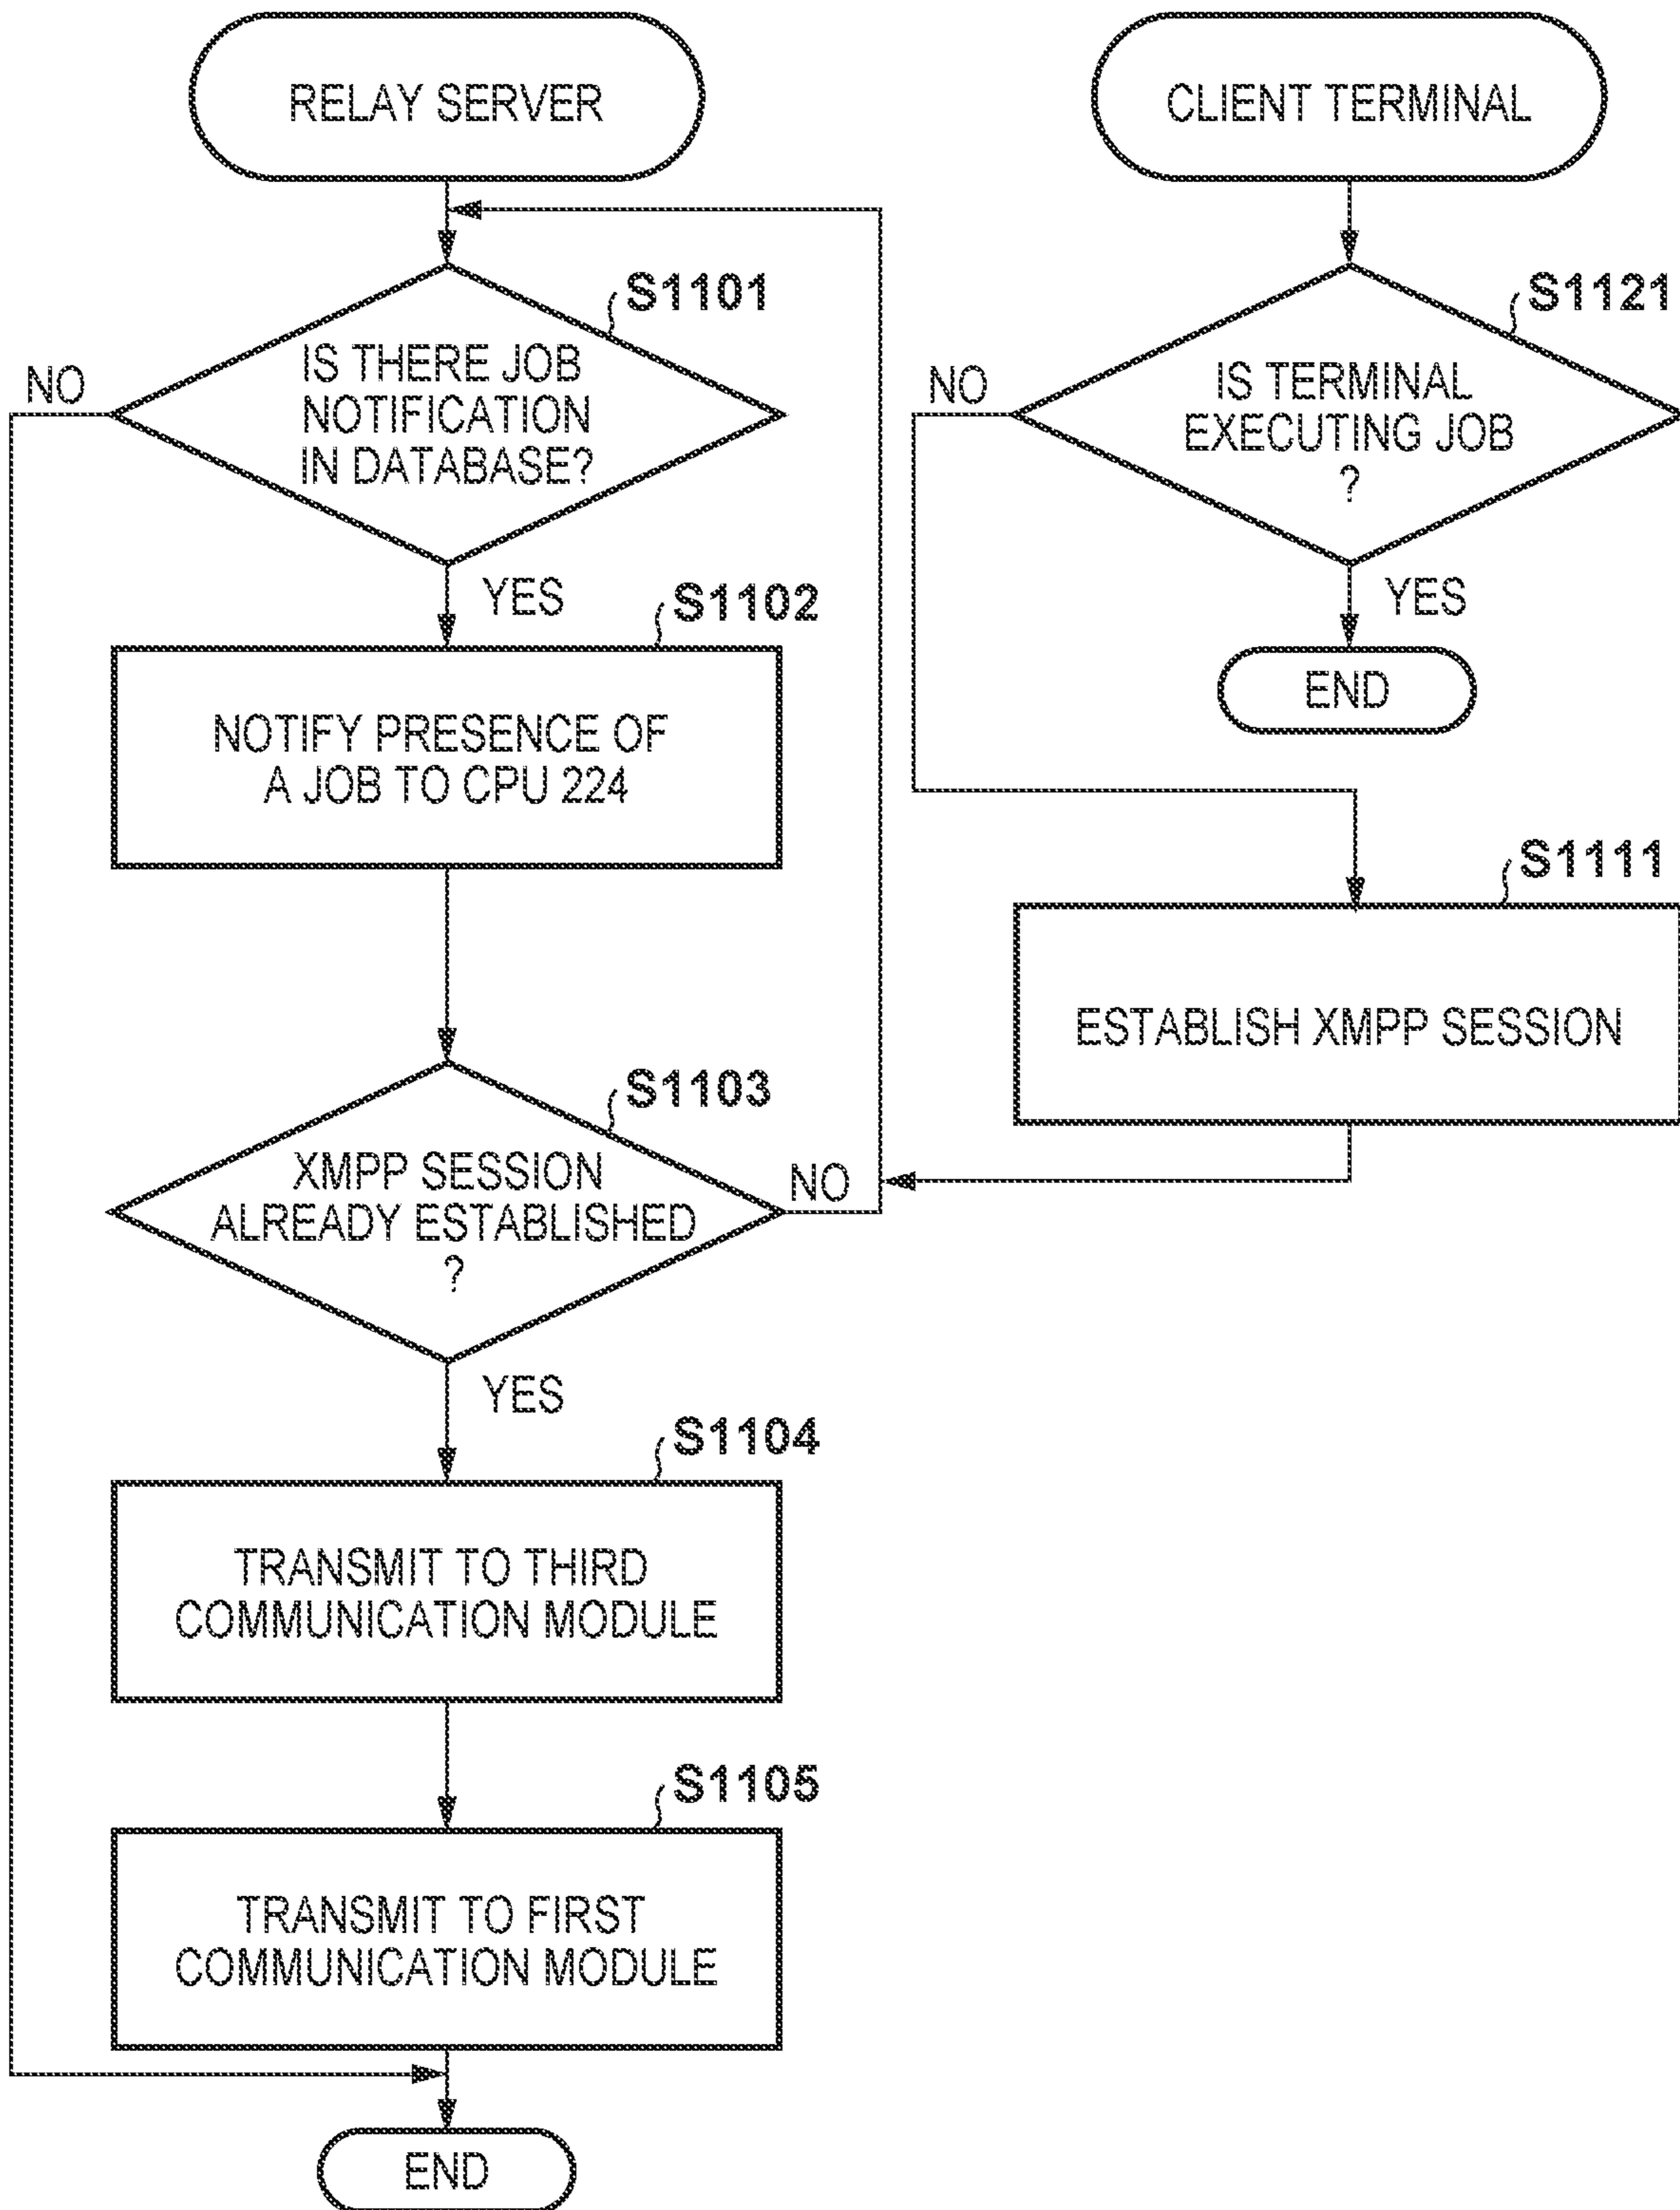 RELAY SERVER
S1101
NO
IS THERE JOB
NOTIFICATION
IN DATABASE?
YES
S1102
NOTIFY PRESENCE OF
A JOB TO CPU 224
S1103
XMPP SESSION
ALREADY ESTABLISHED
?
NO
YES
S1104
TRANSMIT TO THIRD
COMMUNICATION MODULE
S1105
TRANSMIT TO FIRST
COMMUNICATION MODULE
END
CLIENT TERMINAL
S1121
NO
IS TERMINAL
EXECUTING JOB
?
YES
END
S1111
ESTABLISH XMPP SESSION